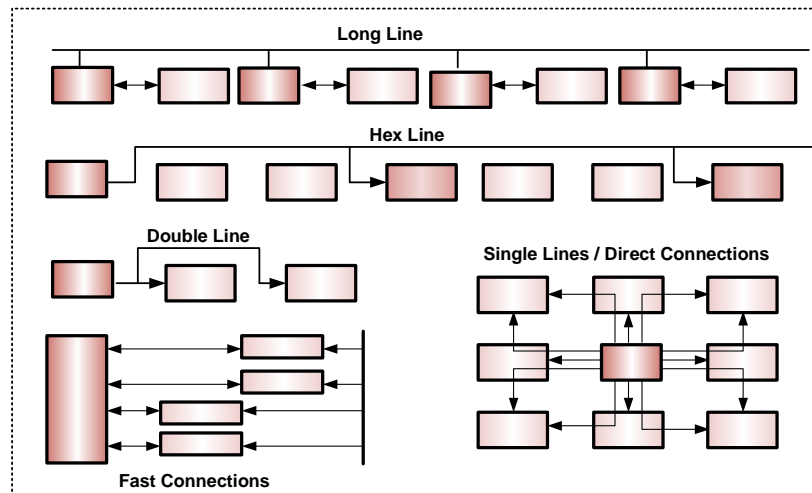 Long Line
Hex Line
Double Line
Single Lines / Direct Connections
Fast Connections